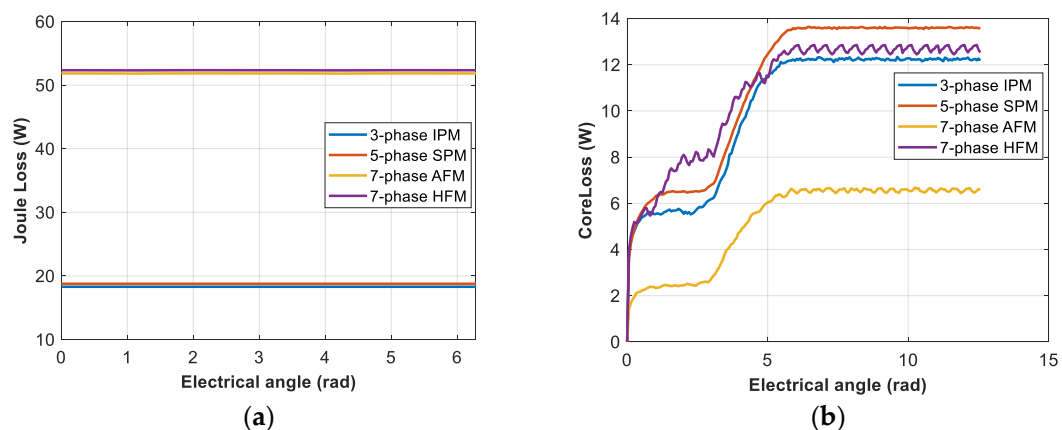 60
50
40
30
20
10
Joule Loss (W)
3-phase IPM
5-phase SPM
7-phase AFM
7-phase HFM
0 1 2 3 4 5 6
Electrical angle (rad)
(a)
14
12
10
8
6
4
2
0
CoreLoss (W)
3-phase IPM
5-phase SPM
7-phase AFM
7-phase HFM
0 5 10 15
Electrical angle (rad)
(b)